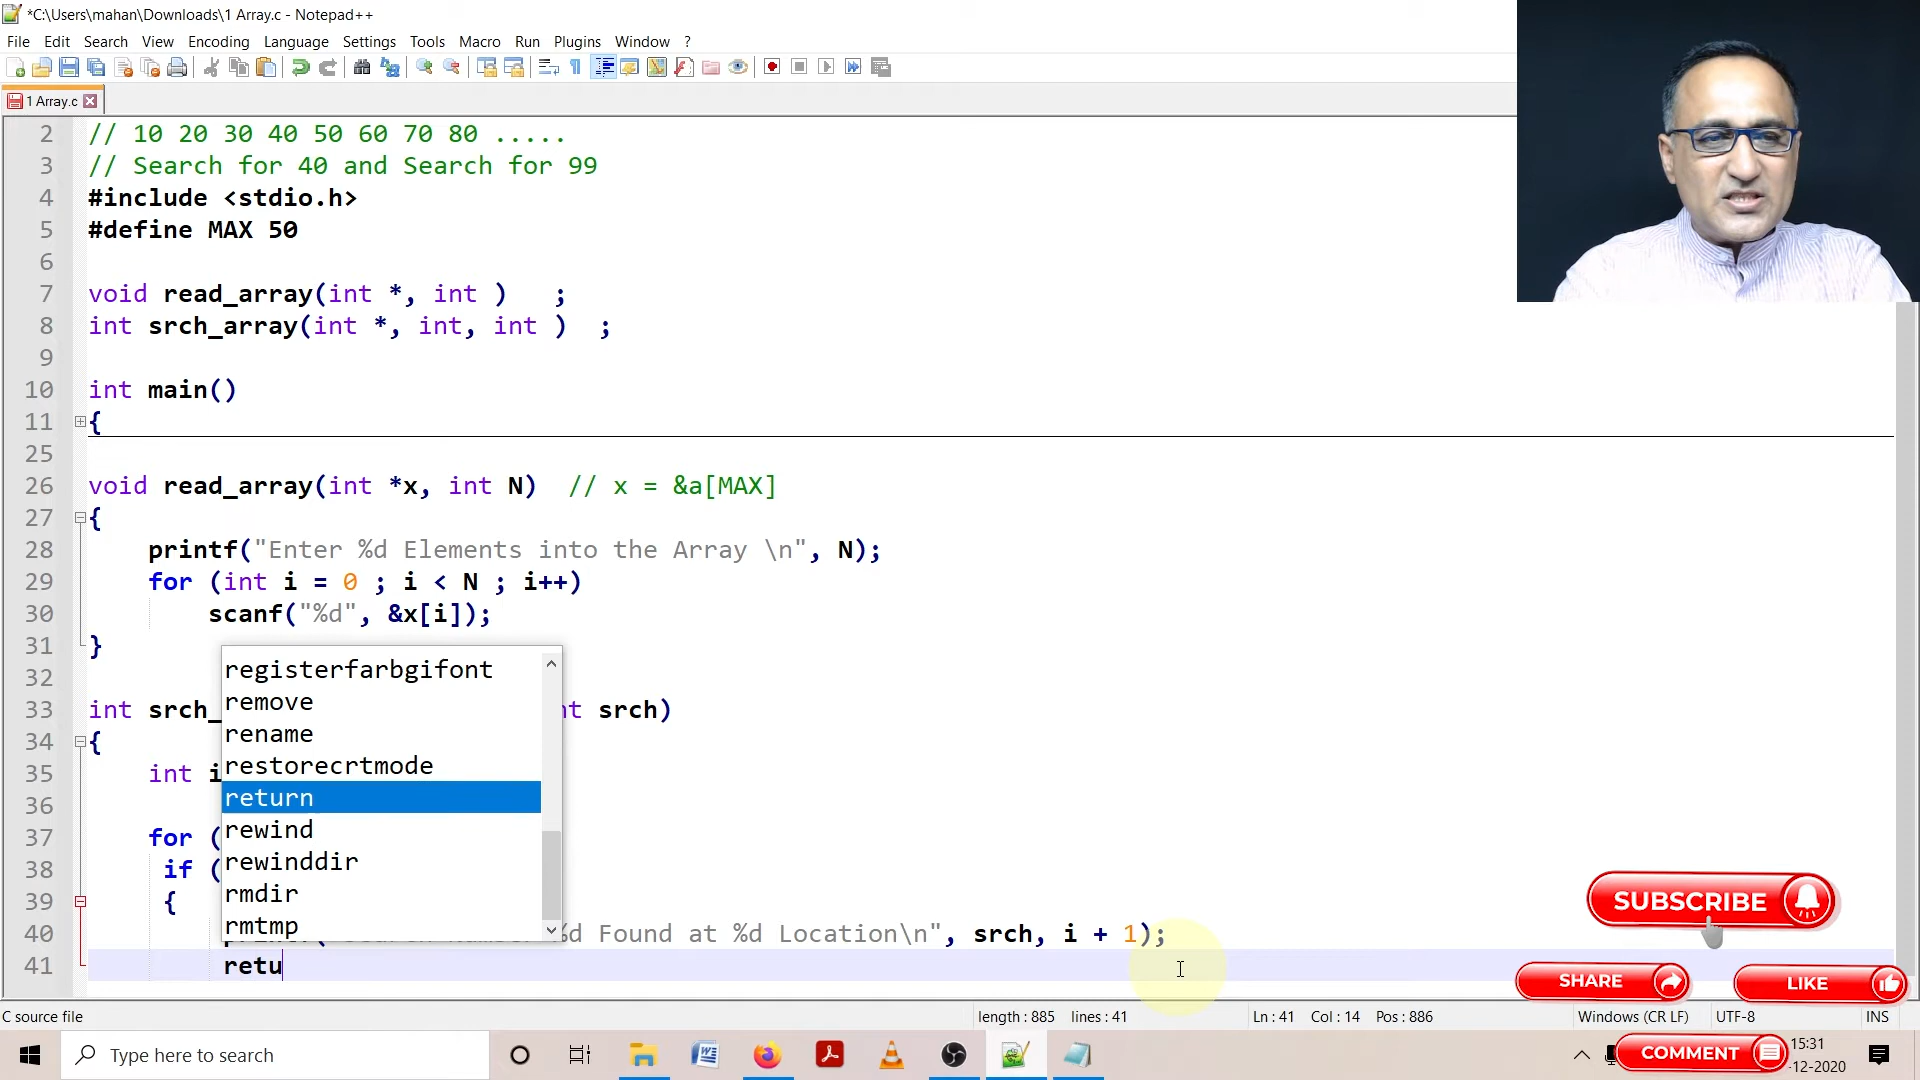 *C:\Users\mahan\Downloads\1 Array.c - Notepad++
File Edit Search View Encoding Language Settings Tools Macro Run Plugins Window ?
1 Array.c
2 // 10 20 30 40 50 60 70 80 .....
3 // Search for 40 and Search for 99
4 #include <stdio.h>
5 #define MAX 50
6
7 void read_array(int *, int ) ;
8 int srch_array(int *, int, int ) ;
9
10 int main()
11 {
25
26 void read_array(int *x, int N) // x = &a[MAX]
27 {
28 printf("Enter %d Elements into the Array \n", N);
29 for (int i = 0 ; i < N ; i++)
30 scanf("%d", &x[i]);
31 }
32
33 int srch_ nt srch)
34 {
35 int i
36
37 for (
38 if (
39 {
40 %d Found at %d Location\n", srch, i + 1);
41 retu
registerfarbgifont
remove
rename
restorecrtmode
return
rewind
rewinddir
rmdir
rmtmp
SUBSCRIBE
SHARE
LIKE
COMMENT
C source file length : 885 lines : 41 Ln : 41 Col : 14 Pos : 886 Windows (CR LF) UTF-8 INS
Type here to search
15:31
-12-2020